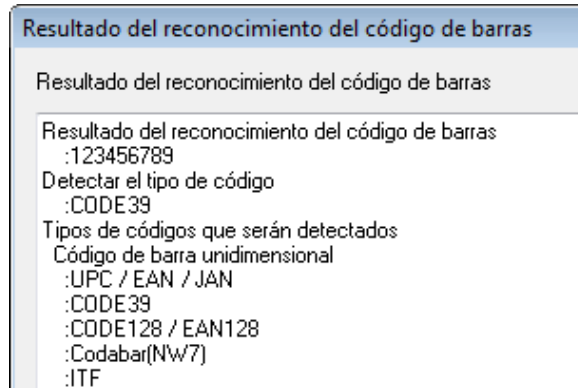 Resultado del reconocimiento del código de barras
Resultado del reconocimiento del código de barras
Resultado del reconocimiento del código de barras
:123456789
Detectar el tipo de código
:CODE39
Tipos de códigos que serán detectados
Código de barra unidimensional
:UPC / EAN / JAN
:CODE39
:CODE128 / EAN128
:Codabar(NW7)
:ITF